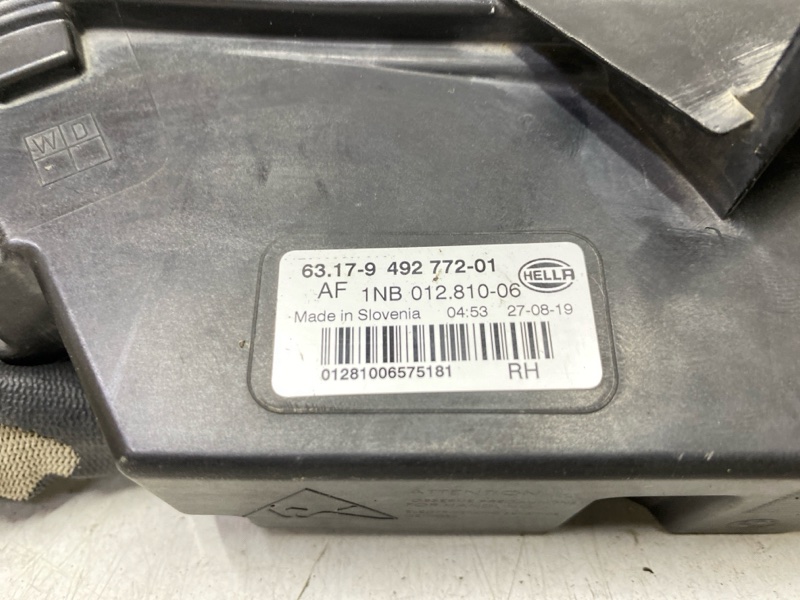 W D
63.17-9 492 772-01
HELLA
AF 1NB 012.810-06
Made in Slovenia 04:53 27-08-19
01281006575181 RH
ATTENTION